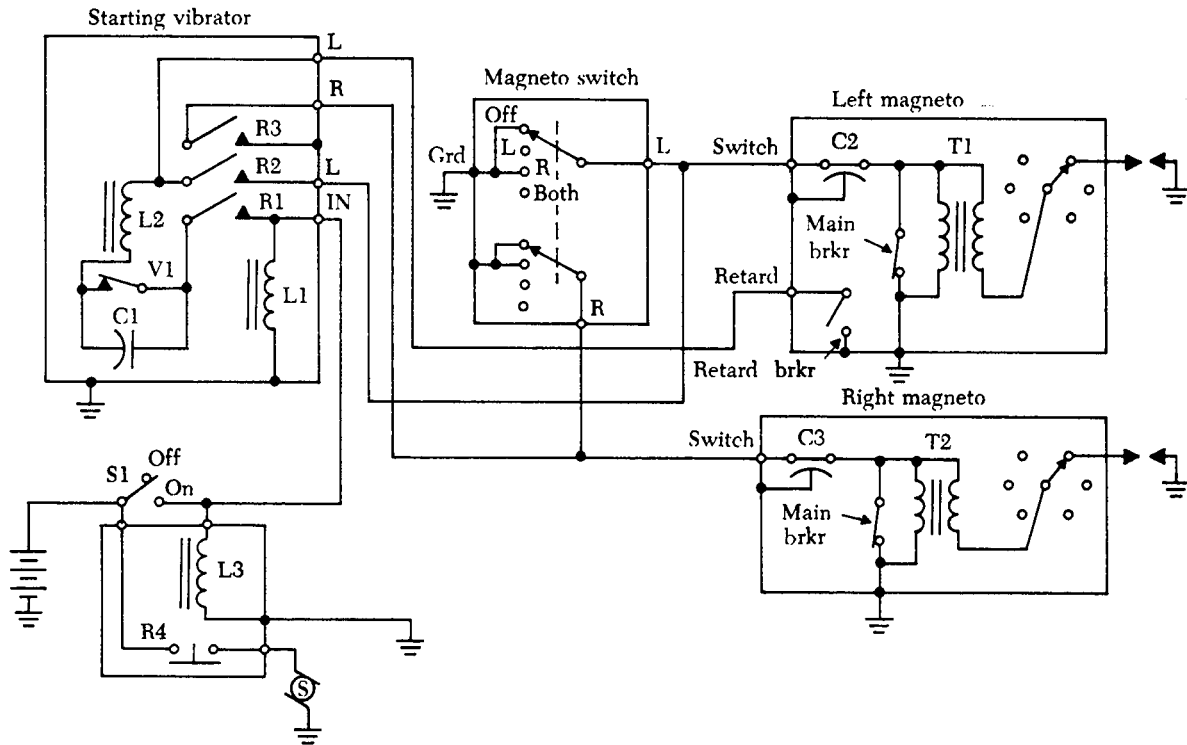 Starting vibrator
L
R
R3
R2
L
R1
IN
L2
V1
L1
C1
Magneto switch
Off
L
Grd
L
R
Both
R
Left magneto
Switch
C2
T1
Main
brkr
Retard
Retard brkr
Right magneto
Switch
C3
T2
Main
brkr
Off
S1
On
L3
R4
S